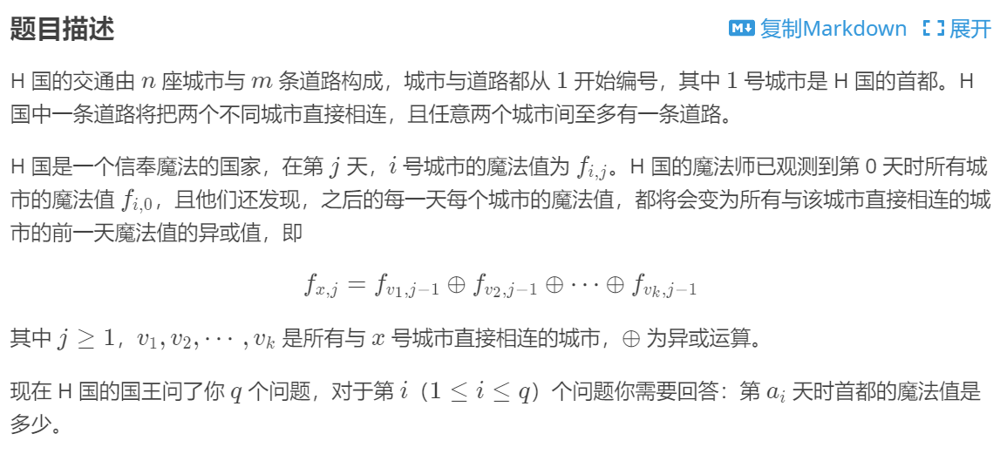 题目描述 复制Markdown 展开
H 国的交通由 n 座城市与 m 条道路构成，城市与道路都从 1 开始编号，其中 1 号城市是 H 国的首都。H
国中一条道路将把两个不同城市直接相连，且任意两个城市间至多有一条道路。
H 国是一个信奉魔法的国家，在第 j 天，i 号城市的魔法值为 f_{i,j}。H 国的魔法师已观测到第 0 天时所有城
市的魔法值 f_{i,0}，且他们还发现，之后的每一天每个城市的魔法值，都将会变为所有与该城市直接相连的城
市的前一天魔法值的异或值，即
f_{x,j} = f_{v_1,j−1} ⊕ f_{v_2,j−1} ⊕ ⋯ ⊕ f_{v_k,j−1}
其中 j ≥ 1，v_1, v_2, ⋯ , v_k 是所有与 x 号城市直接相连的城市，⊕ 为异或运算。
现在 H 国的国王问了你 q 个问题，对于第 i（1 ≤ i ≤ q）个问题你需要回答：第 a_i 天时首都的魔法值是
多少。